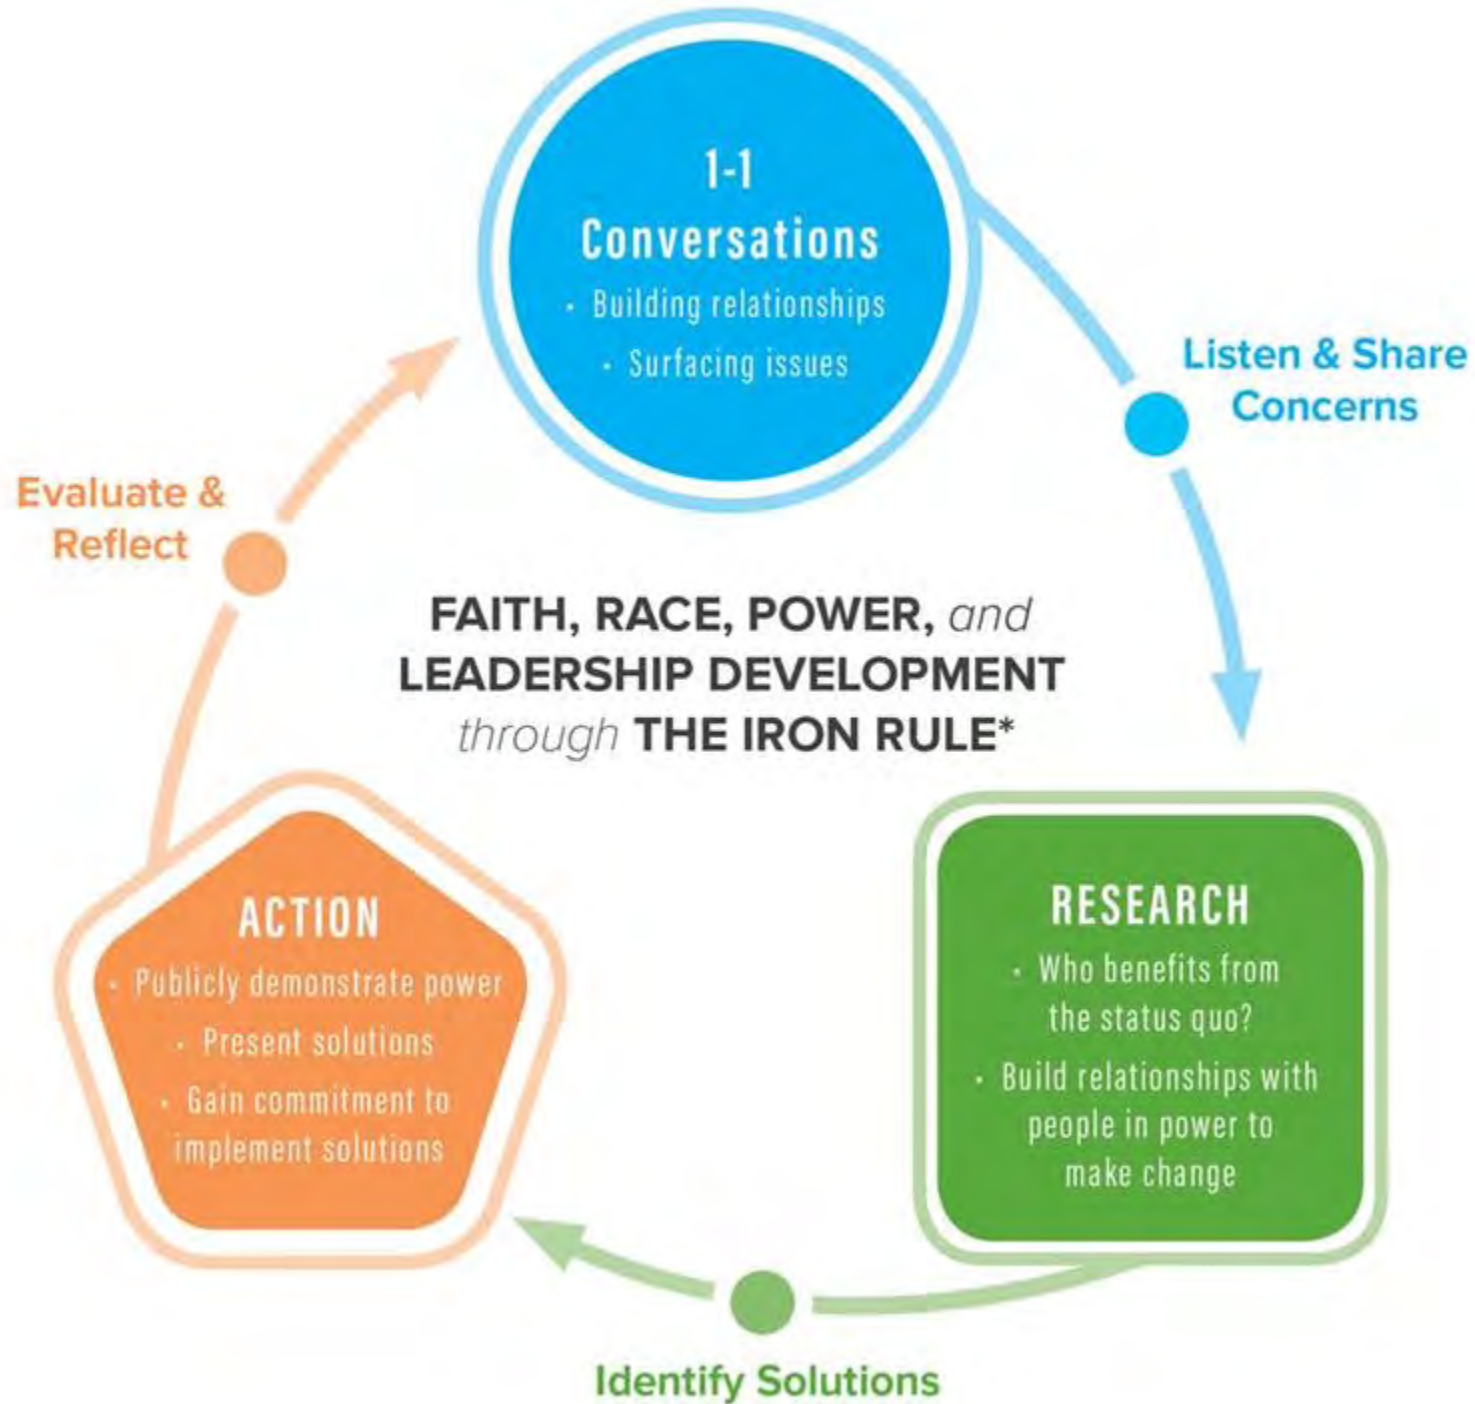 1-1
Conversations
· Building relationships
· Surfacing issues
Listen & Share
Concerns
Evaluate &
Reflect
FAITH, RACE, POWER, and
LEADERSHIP DEVELOPMENT
through THE IRON RULE*
RESEARCH
· Who benefits from
the status quo?
· Build relationships with
people in power to
make change
ACTION
· Publicly demonstrate power
· Present solutions
· Gain commitment to
implement solutions
Identify Solutions